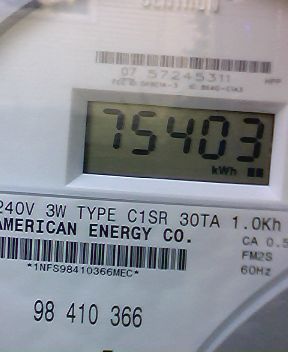 07 57245311
75403
kWh
240V 3W TYPE C1SR 30TA 1.0Kh
AMERICAN ENERGY CO.
CA 0.5
*1NFS98410366MEC*
FM2S
60Hz
98 410 366